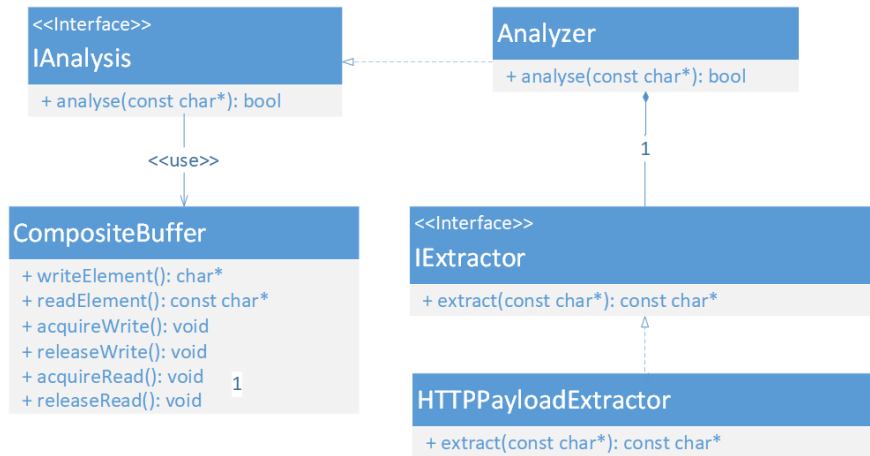 <<Interface>>
IAnalysis
+ analyse(const char*): bool
Analyzer
+ analyse(const char*): bool
<<use>>
1
CompositeBuffer
+ writeElement(): char*
+ readElement(): const char*
+ acquireWrite(): void
+ releaseWrite(): void
+ acquireRead(): void
+ releaseRead(): void
1
<<Interface>>
IExtractor
+ extract(const char*): const char*
HTTPPayloadExtractor
+ extract(const char*): const char*